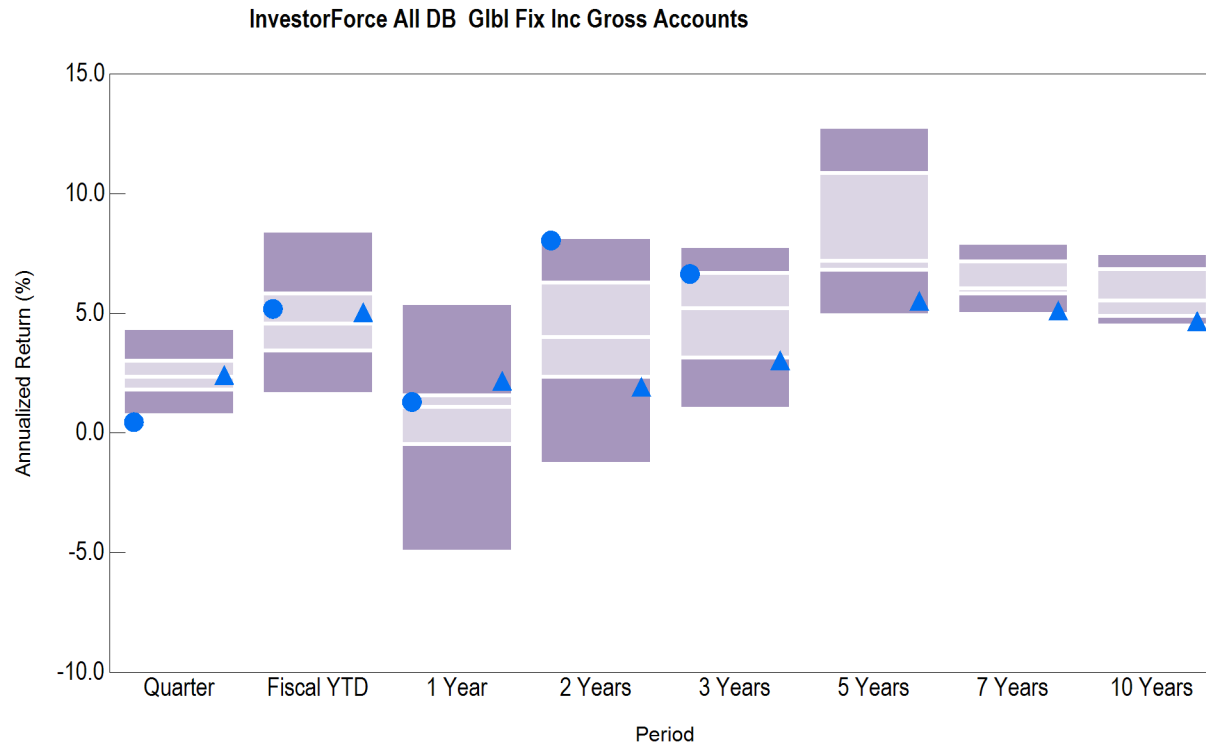 InvestorForce All DB  Glbl Fix Inc Gross Accounts
15.0
10.0
5.0
0.0
-5.0
-10.0
Annualized Return (%)
Quarter Fiscal YTD 1 Year 2 Years 3 Years 5 Years 7 Years 10 Years
Period